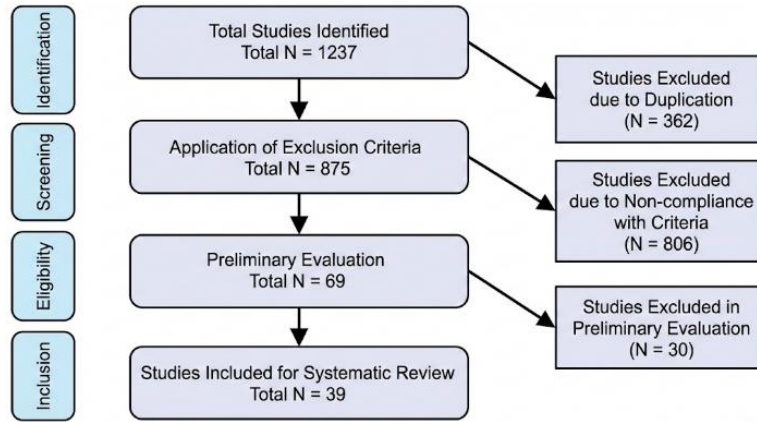 Identification
Total Studies Identified
Total N = 1237
Studies Excluded
due to Duplication
(N = 362)
Screening
Application of Exclusion Criteria
Total N = 875
Studies Excluded
due to Non-compliance
with Criteria
(N = 806)
Eligibility
Preliminary Evaluation
Total N = 69
Studies Excluded in
Preliminary Evaluation
(N = 30)
Inclusion
Studies Included for Systematic Review
Total N = 39